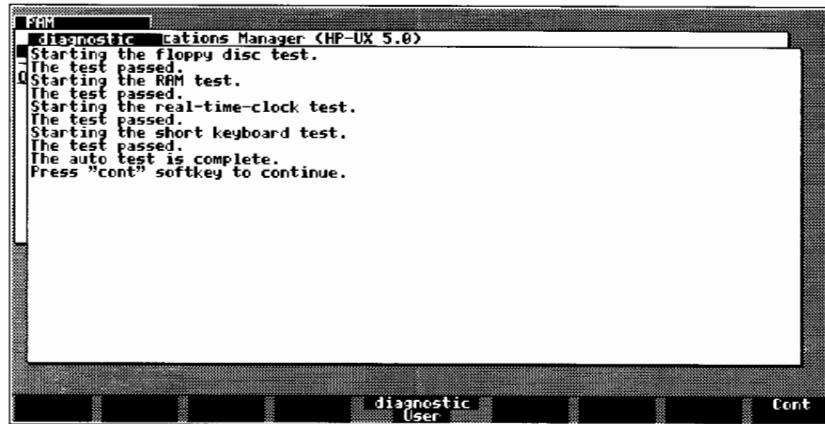 PAM
diagnostic cations Manager (HP-UX 5.0)
Starting the floppy disc test.
The test passed.
Starting the RAM test.
The test passed.
Starting the real-time-clock test.
The test passed.
Starting the short keyboard test.
The test passed.
The auto test is complete.
Press "cont" softkey to continue.
diagnostic
User
Cont